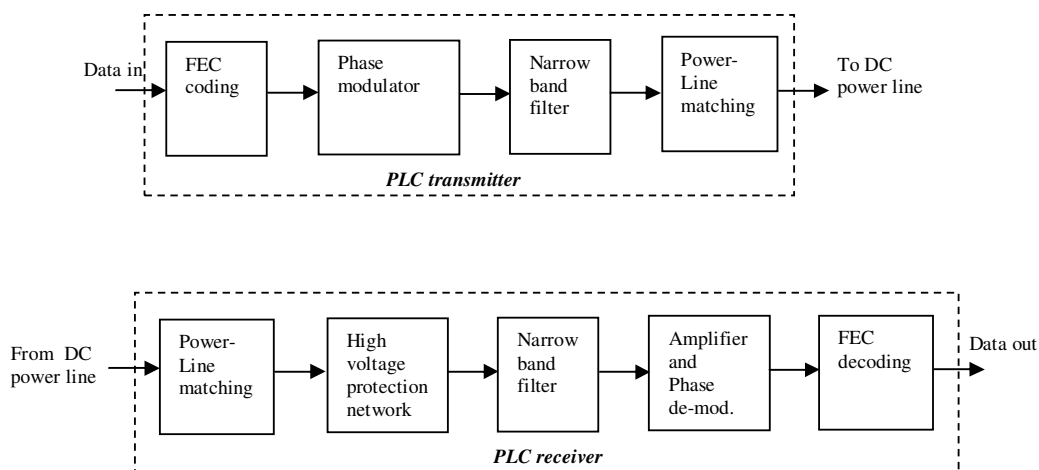 Data in
FEC
coding
Phase
modulator
Narrow
band
filter
Power-
Line
matching
To DC
power line
PLC transmitter
From DC
power line
Power-
Line
matching
High
voltage
protection
network
Narrow
band
filter
Amplifier
and
Phase
de-mod.
FEC
decoding
Data out
PLC receiver